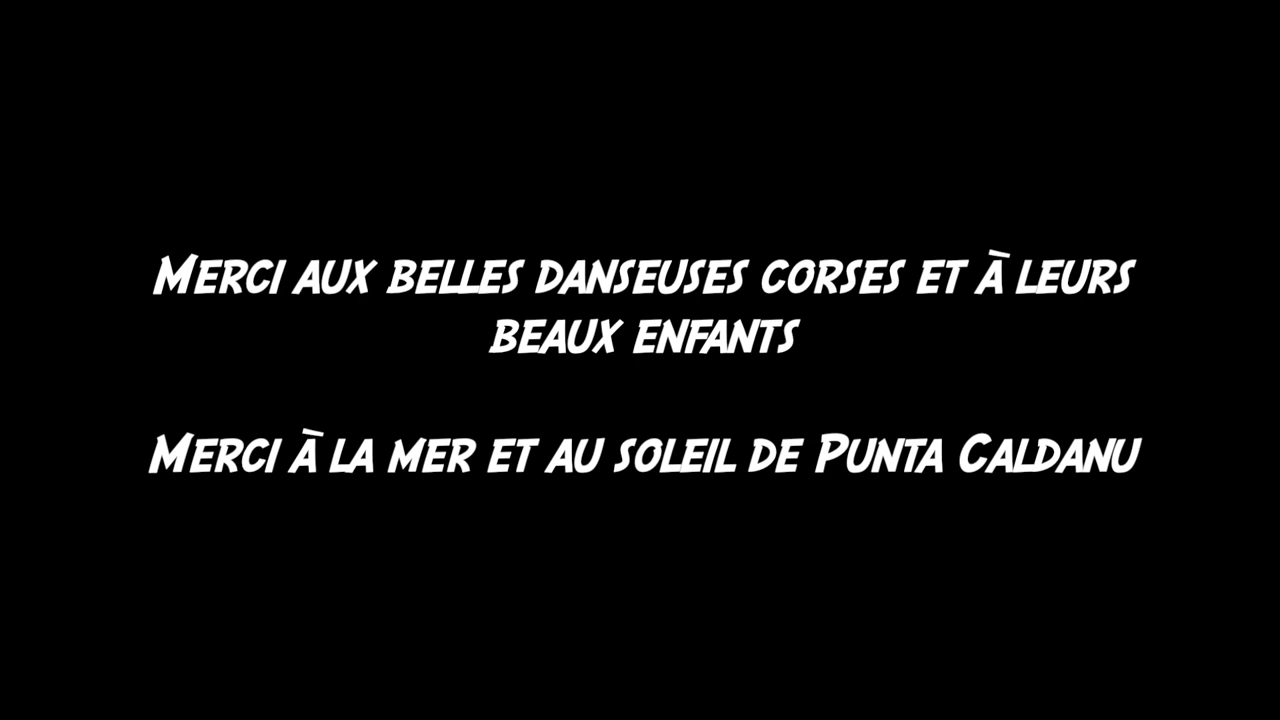 Merci aux belles danseuses corses et à leurs
beaux enfants
Merci à la mer et au soleil de Punta Caldanu